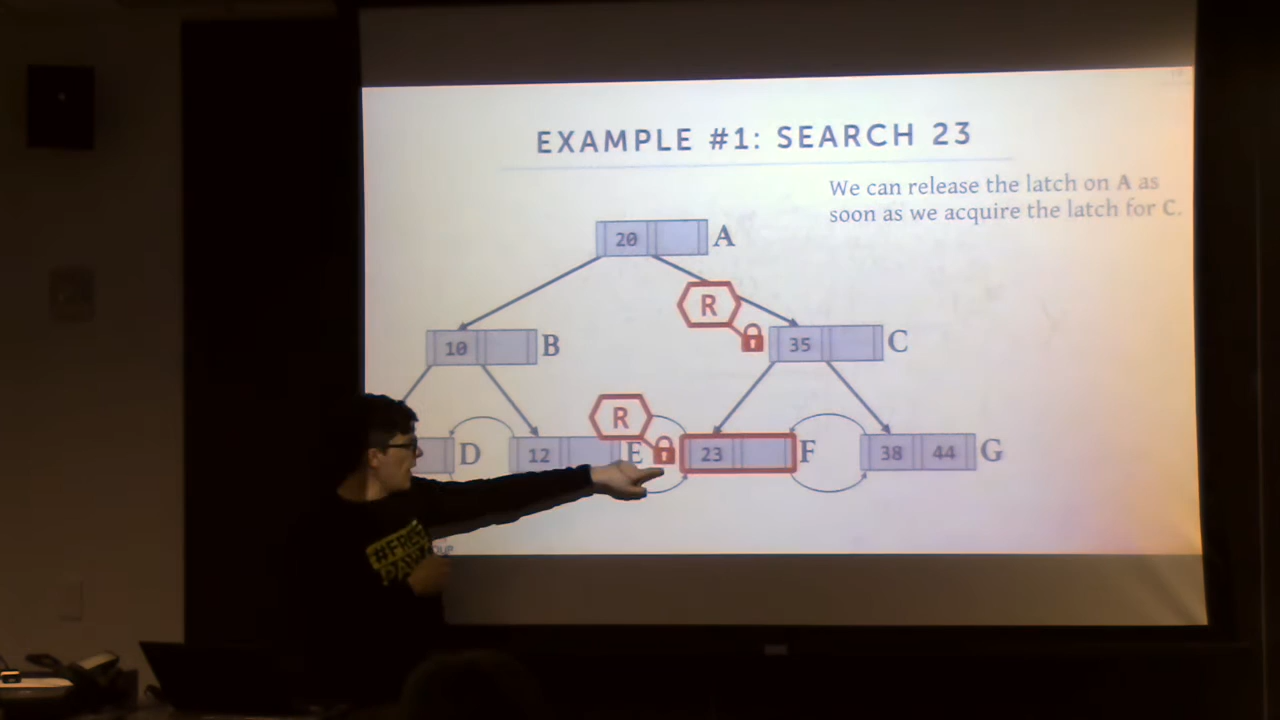 EXAMPLE #1: SEARCH 23
We can release the latch on A as
soon as we acquire the latch for C.
20 A
R
10 B
35 C
R
D
12 E
23 F
38 44 G
#FREE